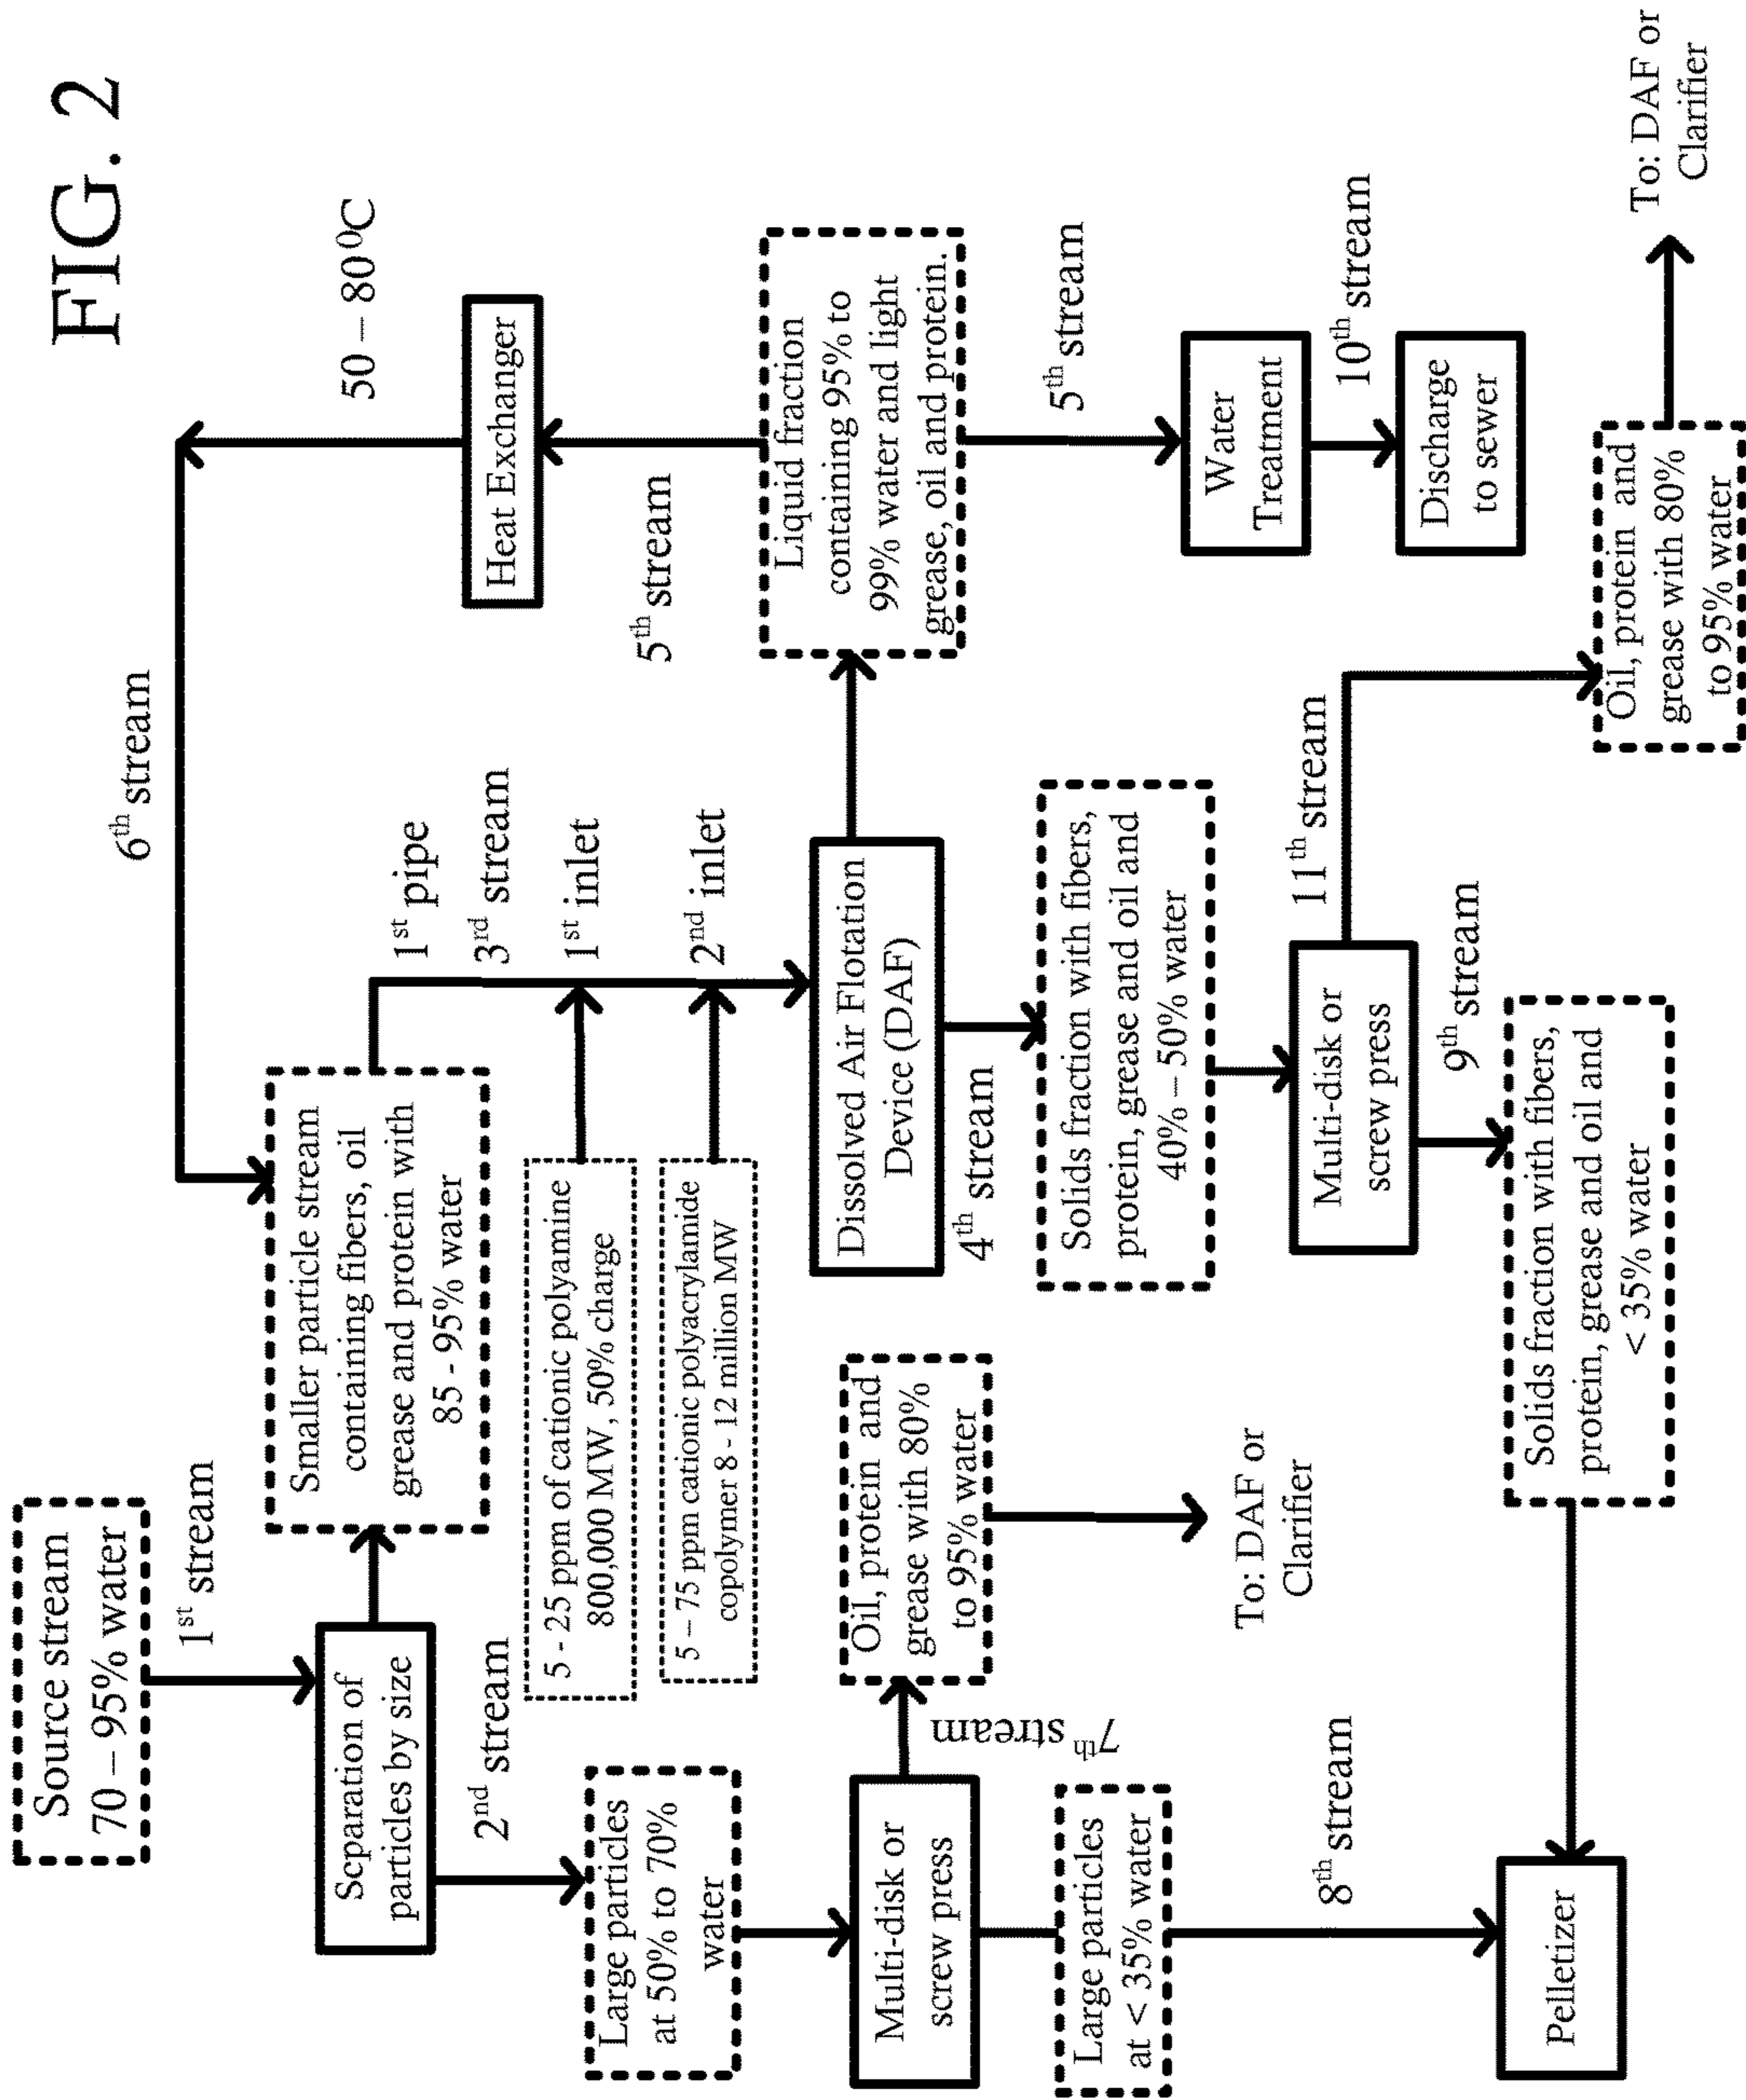 FIG. 2
Source stream
70 – 95% water
1st stream
Scparation of
particles by size
2nd stream
Large particles
at 50% to 70%
water
Multi-disk or
screw press
7th stream
Oil, protein and
grease with 80%
to 95% water
To: DAF or
Clarifier
Large particles
at < 35% water
8th stream
Pelletizer
Smaller particle stream
containing fibers, oil
grease and protein with
85 - 95% water
6th stream
1st pipe
3rd stream
1st inlet
2nd inlet
5 - 25 ppm of cationic polyamine
800,000 MW, 50% charge
5 – 75 ppm cationic polyacrylamide
copolymer 8 - 12 million MW
Dissolved Air Flotation
Device (DAF)
4th stream
Solids fraction with fibers,
protein, grease and oil and
40% – 50% water
Multi-disk or
screw press
9th stream
Solids fraction with fibers,
protein, grease and oil and
< 35% water
11th stream
Oil, protein and
grease with 80%
to 95% water
To: DAF or
Clarifier
50 – 80 ⁰C
Heat Exchanger
5th stream
Liquid fraction
containing 95% to
99% water and light
grease, oil and protein.
5th stream
Water
Treatment
10th stream
Discharge
to sewer